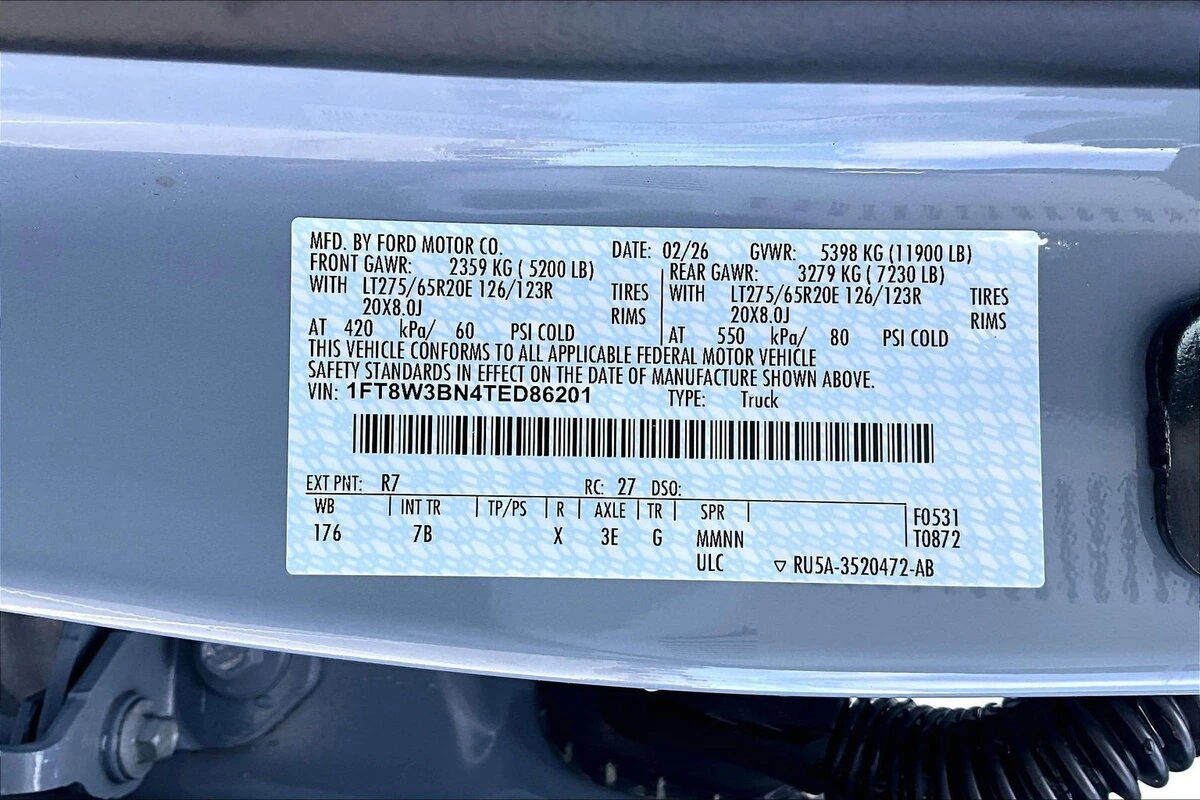 MFD. BY FORD MOTOR CO. DATE: 02/26 GVWR: 5398 KG (11900 LB)
FRONT GAWR: 2359 KG ( 5200 LB) REAR GAWR: 3279 KG ( 7230 LB)
WITH LT275/65R20E 126/123R TIRES WITH LT275/65R20E 126/123R TIRES
20X8.0J RIMS 20X8.0J RIMS
AT 420 kPa/ 60 PSI COLD AT 550 kPa/ 80 PSI COLD
THIS VEHICLE CONFORMS TO ALL APPLICABLE FEDERAL MOTOR VEHICLE
SAFETY STANDARDS IN EFFECT ON THE DATE OF MANUFACTURE SHOWN ABOVE.
VIN: 1FT8W3BN4TED86201 TYPE: Truck
EXT PNT: R7 RC: 27 DSO:
WB INT TR TP/PS R AXLE TR SPR F0531
176 7B X 3E G MMNN T0872
ULC ▽ RU5A-3520472-AB